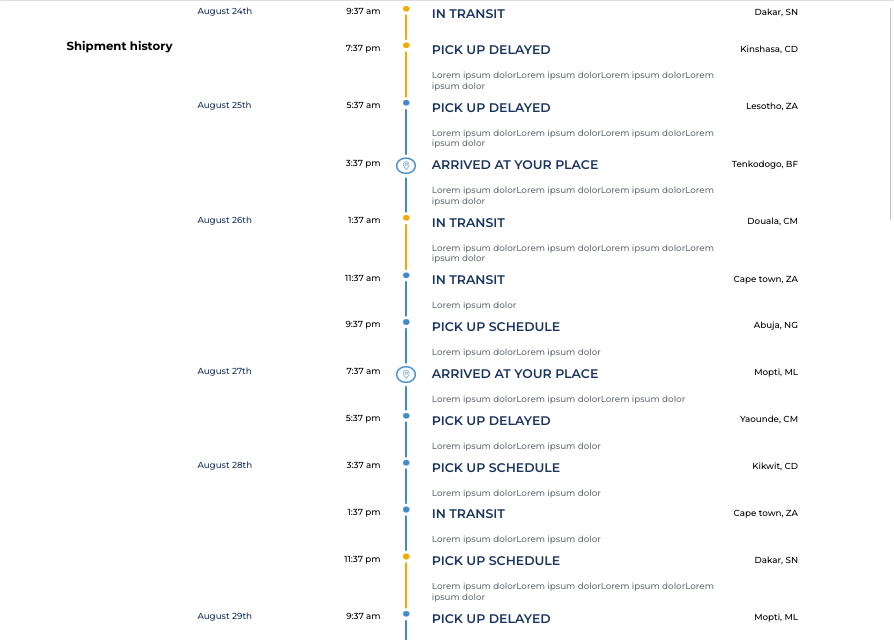 August 24th 9:37 am IN TRANSIT Dakar, SN
Shipment history 7:37 pm PICK UP DELAYED Kinshasa, CD
Lorem ipsum dolorLorem ipsum dolorLorem ipsum dolorLorem
ipsum dolor
August 25th 5:37 am PICK UP DELAYED Lesotho, ZA
Lorem ipsum dolorLorem ipsum dolorLorem ipsum dolorLorem
ipsum dolor
3:37 pm ARRIVED AT YOUR PLACE Tenkodogo, BF
Lorem ipsum dolorLorem ipsum dolorLorem ipsum dolorLorem
ipsum dolor
August 26th 1:37 am IN TRANSIT Douala, CM
Lorem ipsum dolorLorem ipsum dolorLorem ipsum dolorLorem
ipsum dolor
11:37 am IN TRANSIT Cape town, ZA
Lorem ipsum dolor
9:37 pm PICK UP SCHEDULE Abuja, NG
Lorem ipsum dolorLorem ipsum dolor
August 27th 7:37 am ARRIVED AT YOUR PLACE Mopti, ML
Lorem ipsum dolorLorem ipsum dolorLorem ipsum dolor
5:37 pm PICK UP DELAYED Yaounde, CM
Lorem ipsum dolorLorem ipsum dolor
August 28th 3:37 am PICK UP SCHEDULE Kikwit, CD
Lorem ipsum dolorLorem ipsum dolor
1:37 pm IN TRANSIT Cape town, ZA
Lorem ipsum dolorLorem ipsum dolor
11:37 pm PICK UP SCHEDULE Dakar, SN
Lorem ipsum dolorLorem ipsum dolorLorem ipsum dolorLorem
ipsum dolor
August 29th 9:37 am PICK UP DELAYED Mopti, ML